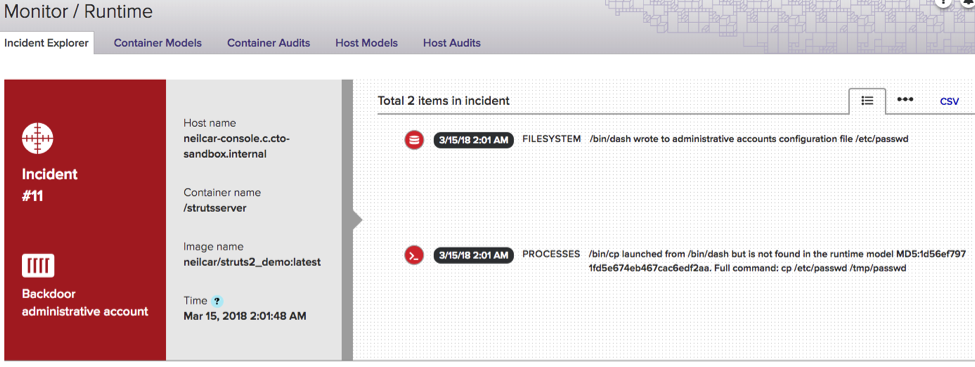 Monitor / Runtime
Incident Explorer
Container Models
Container Audits
Host Models
Host Audits
Incident
#11
Backdoor
administrative account
Host name
neilcar-console.c.cto-
sandbox.internal
Container name
/strutsserver
Image name
neilcar/struts2_demo:latest
Time ?
Mar 15, 2018 2:01:48 AM
Total 2 items in incident
CSV
3/15/18 2:01 AM FILESYSTEM /bin/dash wrote to administrative accounts configuration file /etc/passwd
3/15/18 2:01 AM PROCESSES /bin/cp launched from /bin/dash but is not found in the runtime model MD5:1d56ef797
1fd5e674eb467cac6edf2aa. Full command: cp /etc/passwd /tmp/passwd